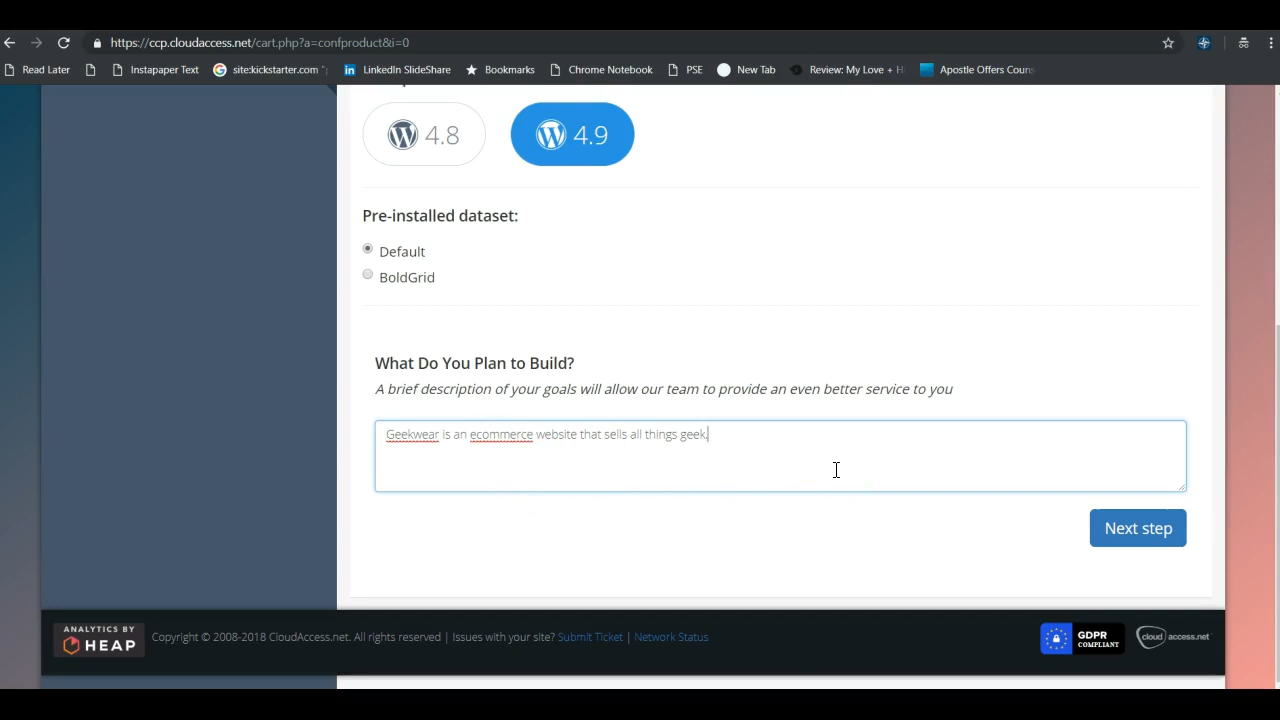 https://ccp.cloudaccess.net/cart.php?a=confproduct&i=0
Read Later Instapaper Text site:kickstarter.com " LinkedIn SlideShare Bookmarks Chrome Notebook PSE New Tab Review: My Love + H Apostle Offers Couns
4.8 4.9
Pre-installed dataset:
Default
BoldGrid
What Do You Plan to Build?
A brief description of your goals will allow our team to provide an even better service to you
Geekwear is an ecommerce website that sells all things geek.
Next step
ANALYTICS BY
HEAP
Copyright © 2008-2018 CloudAccess.net. All rights reserved | Issues with your site? Submit Ticket | Network Status
GDPR
COMPLIANT
cloud access.net